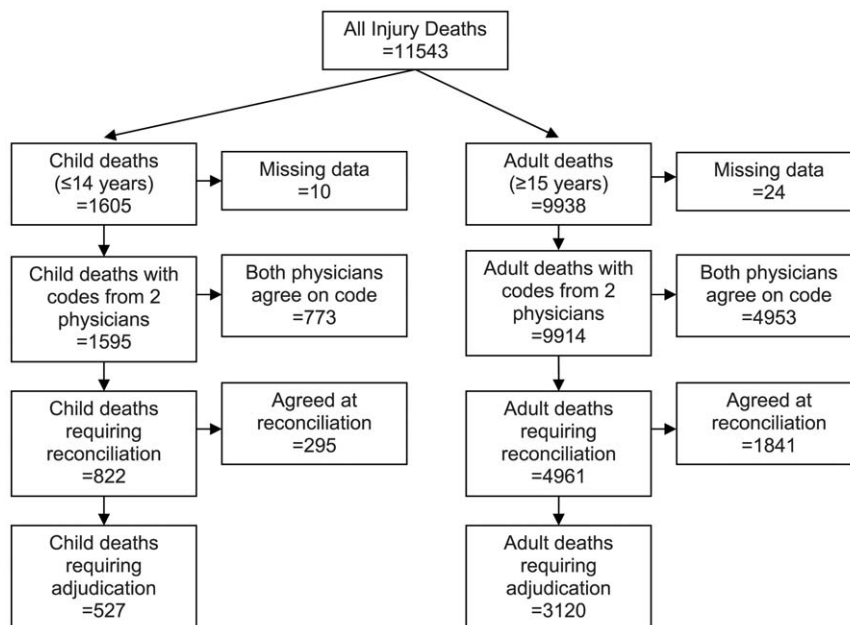 All Injury Deaths
=11543
Child deaths
(≤14 years)
=1605
Missing data
=10
Adult deaths
(≥15 years)
=9938
Missing data
=24
Child deaths with
codes from 2
physicians
=1595
Both physicians
agree on code
=773
Adult deaths with
codes from 2
physicians
=9914
Both physicians
agree on code
=4953
Child deaths
requiring
reconciliation
=822
Agreed at
reconciliation
=295
Adult deaths
requiring
reconciliation
=4961
Agreed at
reconciliation
=1841
Child deaths
requiring
adjudication
=527
Adult deaths
requiring
adjudication
=3120